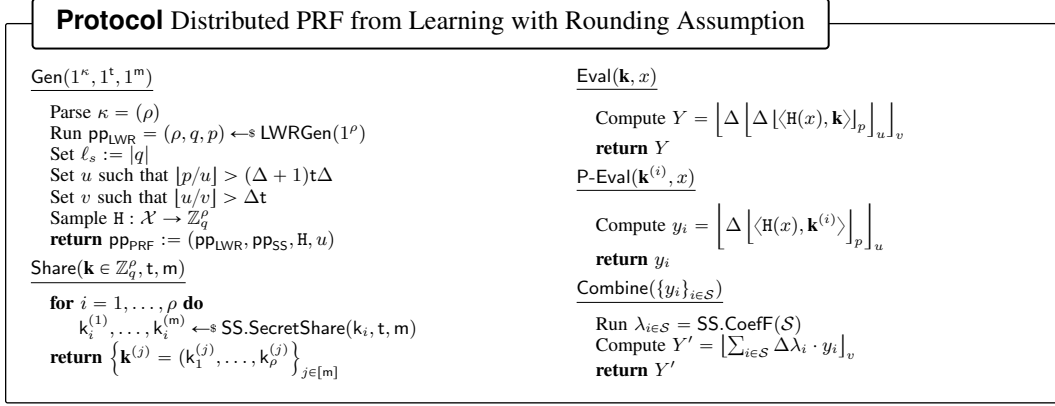 Protocol Distributed PRF from Learning with Rounding Assumption
Gen(1^κ, 1^t, 1^m)
Parse κ = (ρ)
Run pp_LWR = (ρ, q, p) ←$ LWRGen(1^ρ)
Set ℓ_s := |q|
Set u such that ⌊p/u⌋ > (Δ + 1)tΔ
Set v such that ⌊u/v⌋ > Δt
Sample H : 𝒳 → ℤ_q^ρ
return pp_PRF := (pp_LWR, pp_SS, H, u)
Share(k ∈ ℤ_q^ρ, t, m)
for i = 1, . . . , ρ do
k_i^(1), . . . , k_i^(m) ←$ SS.SecretShare(k_i, t, m)
return {k^(j) = (k_1^(j), . . . , k_ρ^(j))}_{j∈[m]}
Eval(k, x)
Compute Y = ⌊Δ ⌊Δ ⌊⟨H(x), k⟩⌋_p⌋_u⌋_v
return Y
P-Eval(k^(i), x)
Compute y_i = ⌊Δ ⌊⟨H(x), k^(i)⟩⌋_p⌋_u
return y_i
Combine({y_i}_{i∈𝒮})
Run λ_{i∈𝒮} = SS.CoefF(𝒮)
Compute Y′ = ⌊∑_{i∈𝒮} Δλ_i · y_i⌋_v
return Y′